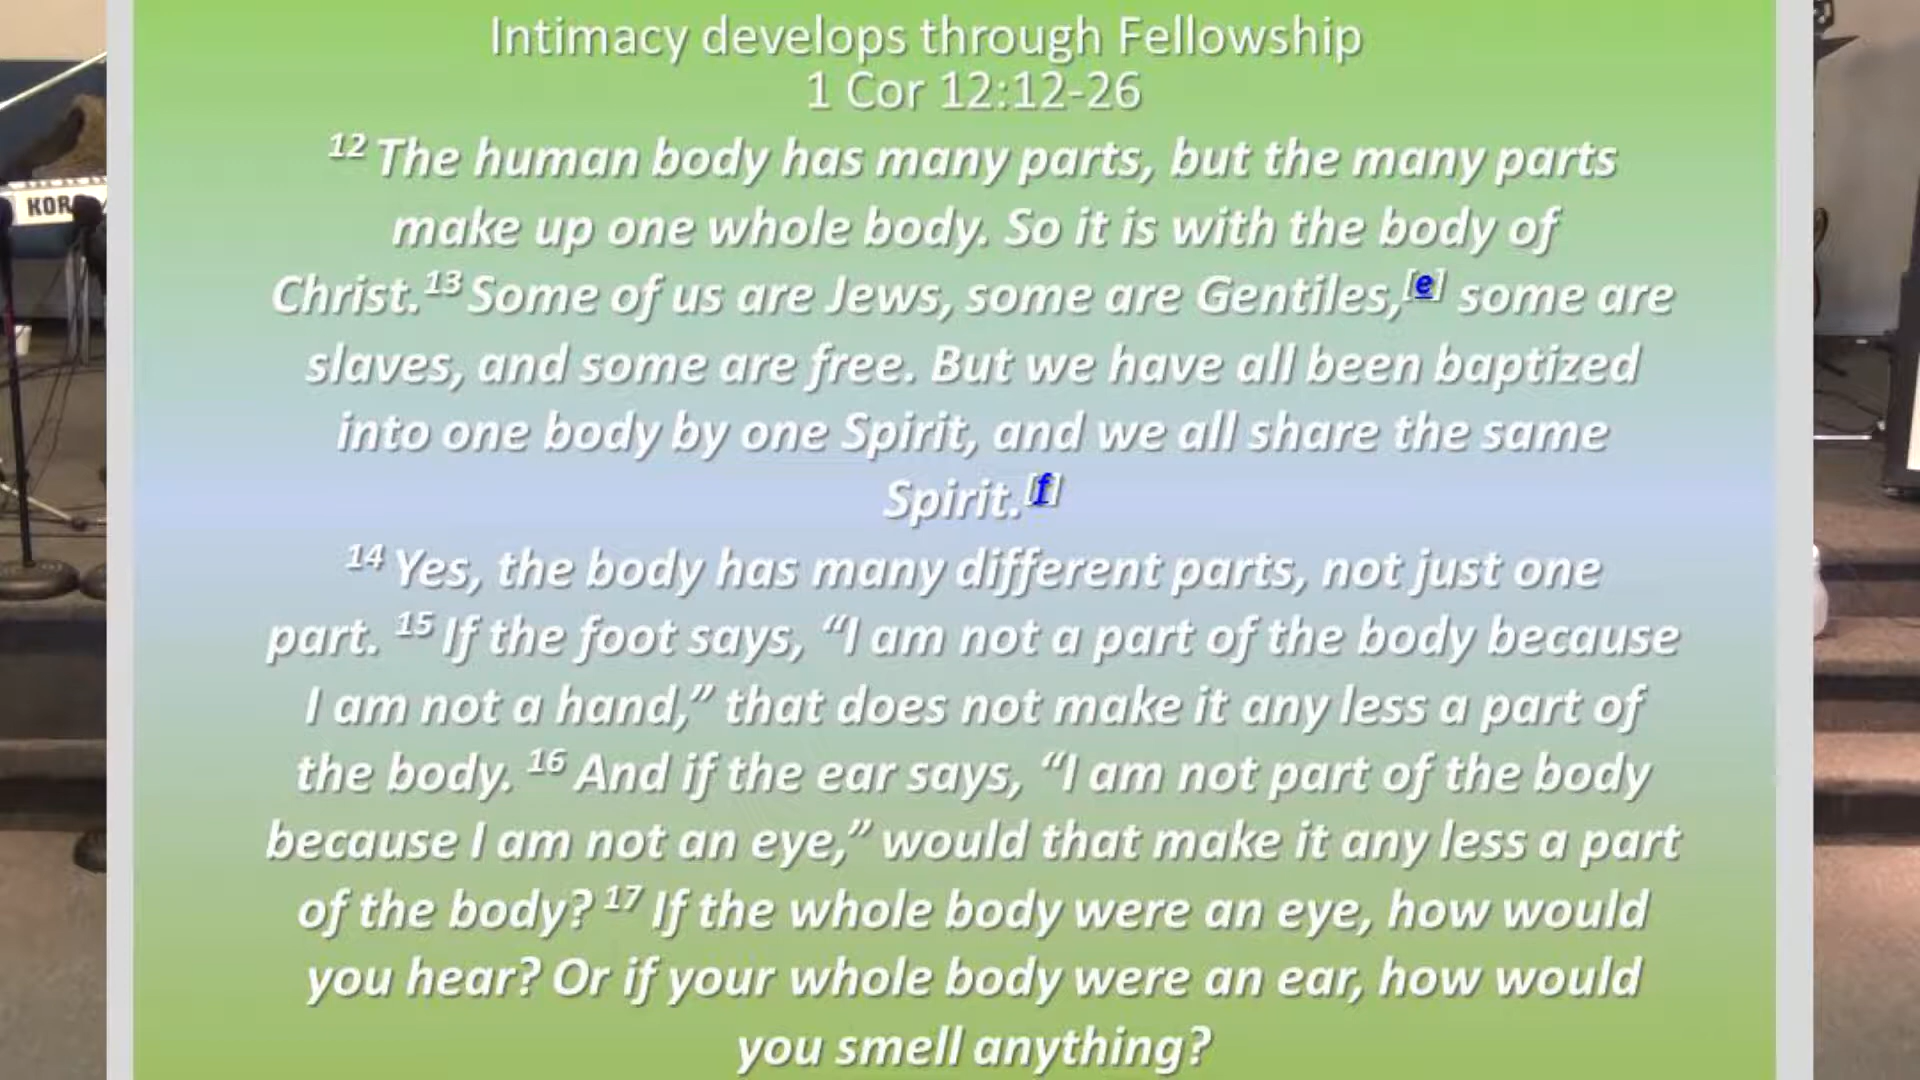 Intimacy develops through Fellowship
1 Cor 12:12-26
12 The human body has many parts, but the many parts
make up one whole body. So it is with the body of
Christ.13 Some of us are Jews, some are Gentiles,[e] some are
slaves, and some are free. But we have all been baptized
into one body by one Spirit, and we all share the same
Spirit.[f]
14 Yes, the body has many different parts, not just one
part. 15 If the foot says, “I am not a part of the body because
I am not a hand,” that does not make it any less a part of
the body. 16 And if the ear says, “I am not part of the body
because I am not an eye,” would that make it any less a part
of the body? 17 If the whole body were an eye, how would
you hear? Or if your whole body were an ear, how would
you smell anything?
KOR